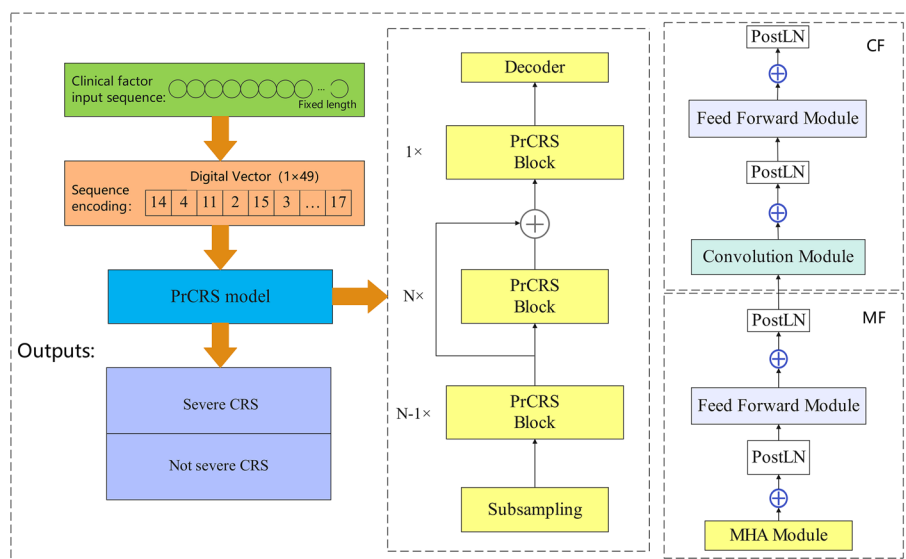 Clinical factor
input sequence:
...
Fixed length
Digital Vector (1×49)
Sequence
encoding:
14 4 11 2 15 3 ... 17
PrCRS model
Outputs:
Severe CRS
Not severe CRS
Decoder
1×
PrCRS
Block
N×
PrCRS
Block
N-1×
PrCRS
Block
Subsampling
PostLN
CF
Feed Forward Module
PostLN
Convolution Module
PostLN
MF
Feed Forward Module
PostLN
MHA Module